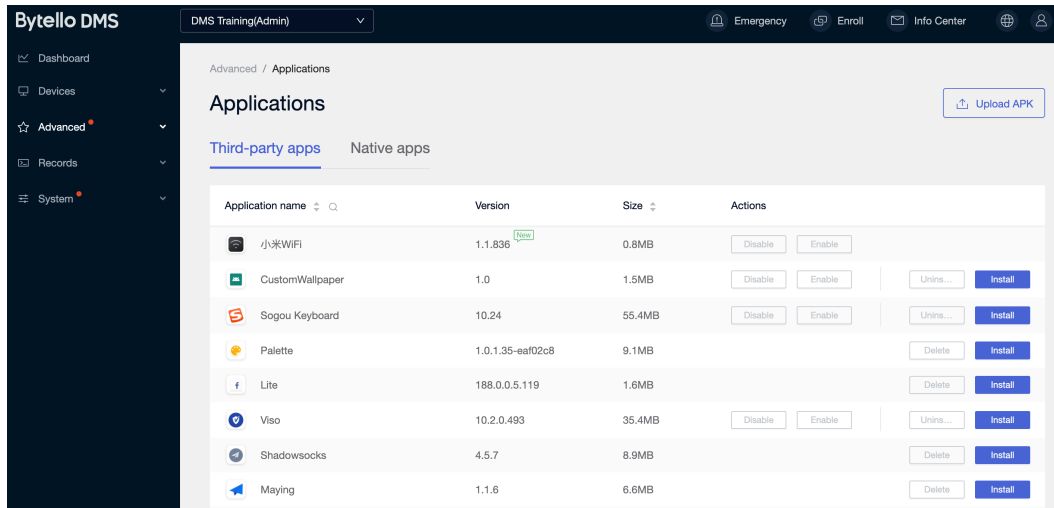 Bytello DMS
DMS Training(Admin)
Emergency
Enroll
Info Center
Dashboard
Devices
Advanced
Records
System
Advanced / Applications
Applications
Upload APK
Third-party apps Native apps
Application name Version Size Actions
小米WiFi 1.1.836 New 0.8MB Disable Enable
CustomWallpaper 1.0 1.5MB Disable Enable Unins... Install
Sogou Keyboard 10.24 55.4MB Disable Enable Unins... Install
Palette 1.0.1.35-eaf02c8 9.1MB Delete Install
Lite 188.0.0.5.119 1.6MB Delete Install
Viso 10.2.0.493 35.4MB Disable Enable Unins... Install
Shadowsocks 4.5.7 8.9MB Delete Install
Maying 1.1.6 6.6MB Delete Install